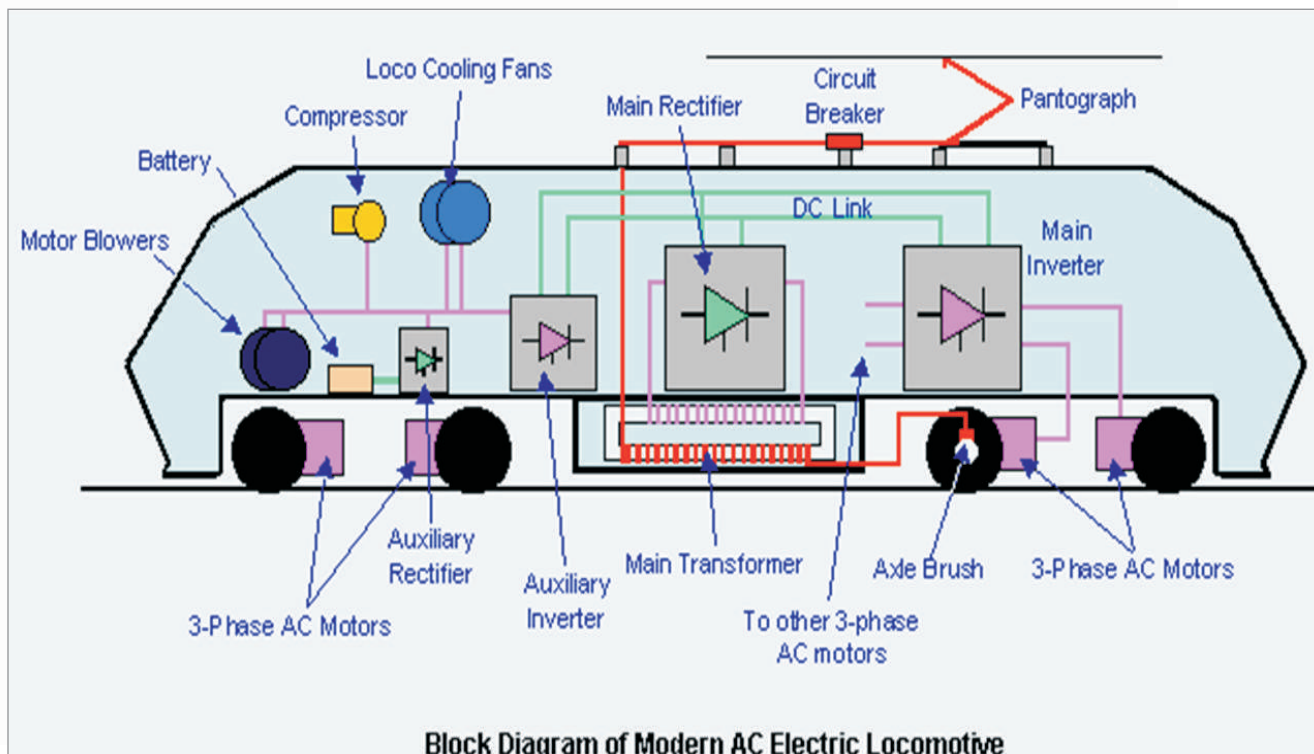 Loco Cooling Fans
Compressor
Battery
Motor Blowers
Main Rectifier
Circuit
Breaker
Pantograph
DC Link
Main
Inverter
3-Phase AC Motors
Auxiliary
Rectifier
Auxiliary
Inverter
Main Transformer
To other 3-phase
AC motors
Axle Brush
3-Phase AC Motors
Block Diagram of Modern AC Electric Locomotive